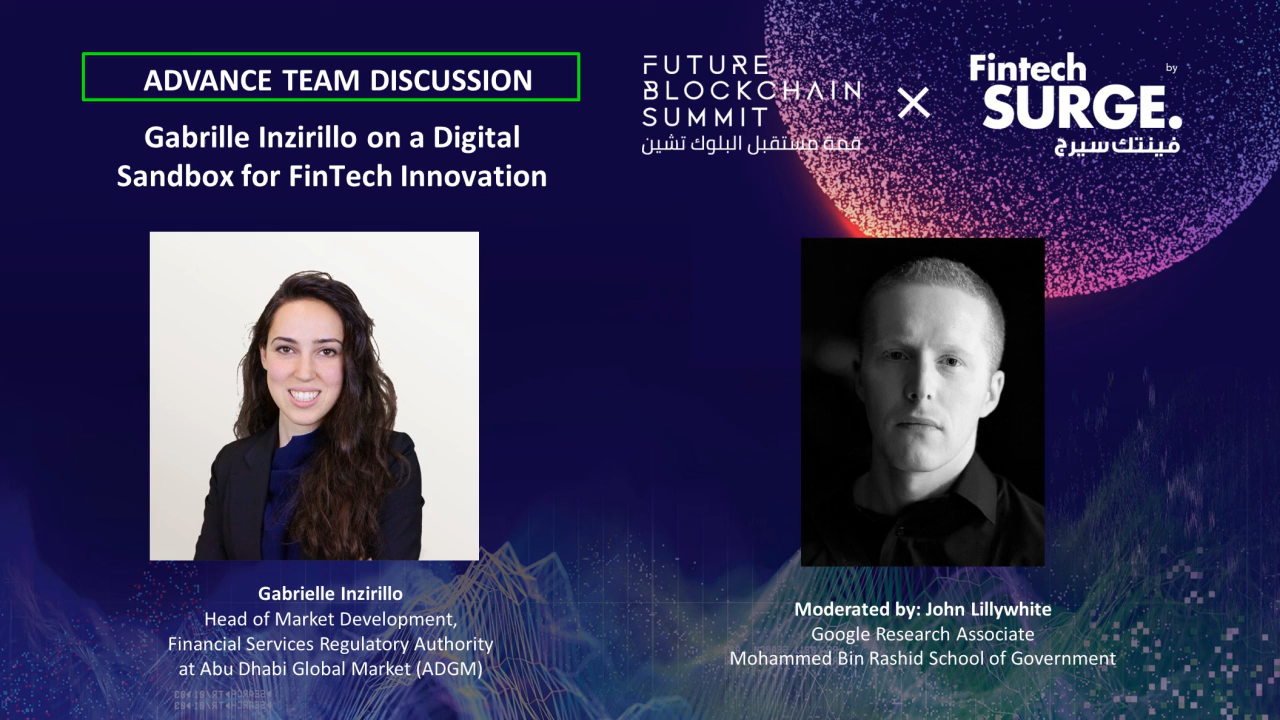 ADVANCE TEAM DISCUSSION
Gabrille Inzirillo on a Digital
Sandbox for FinTech Innovation
FUTURE
BLOCKCHAIN
SUMMIT
قمة مستقبل البلوك تشين
×
Fintech
by
SURGE.
فينتك سيرج
Gabrielle Inzirillo
Head of Market Development,
Financial Services Regulatory Authority
at Abu Dhabi Global Market (ADGM)
Moderated by: John Lillywhite
Google Research Associate
Mohammed Bin Rashid School of Government